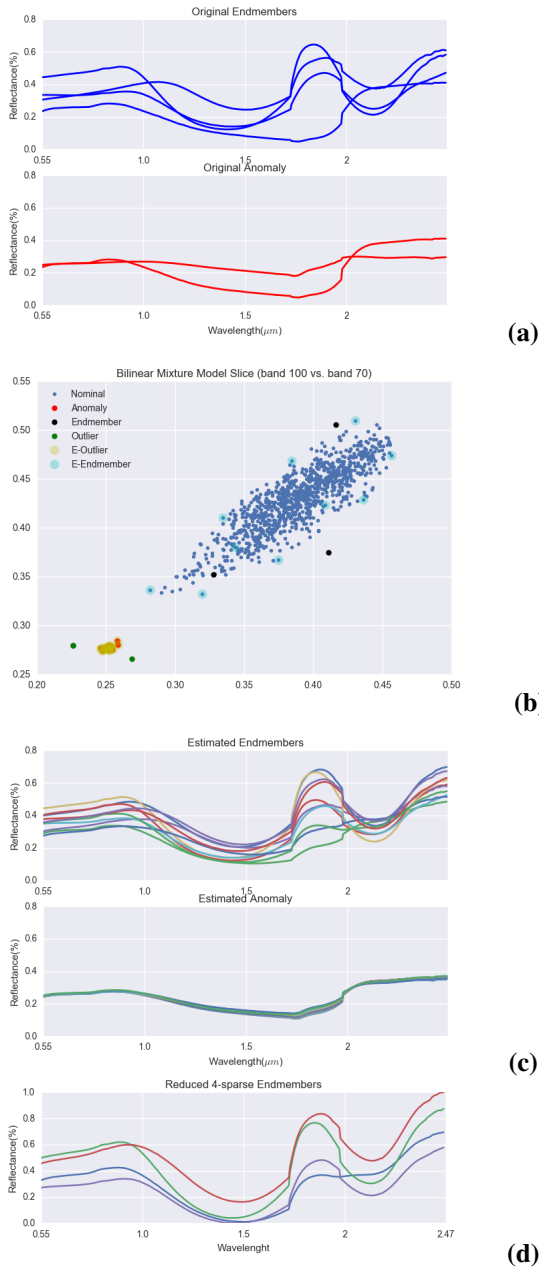 Original Endmembers
0.8
0.6
0.4
0.2
0.0
Reflectance(%)
0.55 1.0 1.5 2
Original Anomaly
0.8
0.6
0.4
0.2
0.0
Reflectance(%)
0.55 1.0 1.5 2
Wavelength(μm)
(a)
Bilinear Mixture Model Slice (band 100 vs. band 70)
0.55
0.50
0.45
0.40
0.35
0.30
0.25
Nominal
Anomaly
Endmember
Outlier
E-Outlier
E-Endmember
0.20 0.25 0.30 0.35 0.40 0.45 0.50
(b)
Estimated Endmembers
0.8
0.6
0.4
0.2
0.0
Reflectance(%)
0.55 1.0 1.5 2
Estimated Anomaly
0.8
0.6
0.4
0.2
0.0
Reflectance(%)
0.55 1.0 1.5 2
Wavelength(μm)
(c)
Reduced 4-sparse Endmembers
1.0
0.8
0.6
0.4
0.2
0.0
Reflectance(%)
0.55 1.0 1.5 2 2.47
Wavelenght
(d)